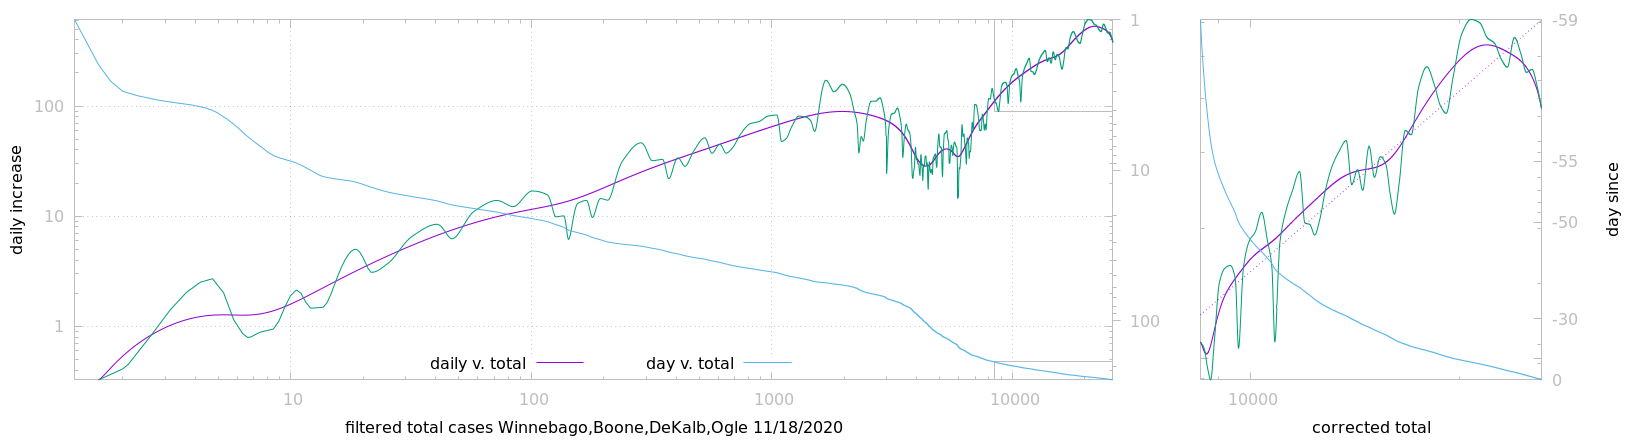 1
-59
100
daily increase
10
-55
day since
10
-50
1
100
-30
daily v. total
day v. total
0
10
100
1000
10000
10000
filtered total cases Winnebago,Boone,DeKalb,Ogle 11/18/2020
corrected total